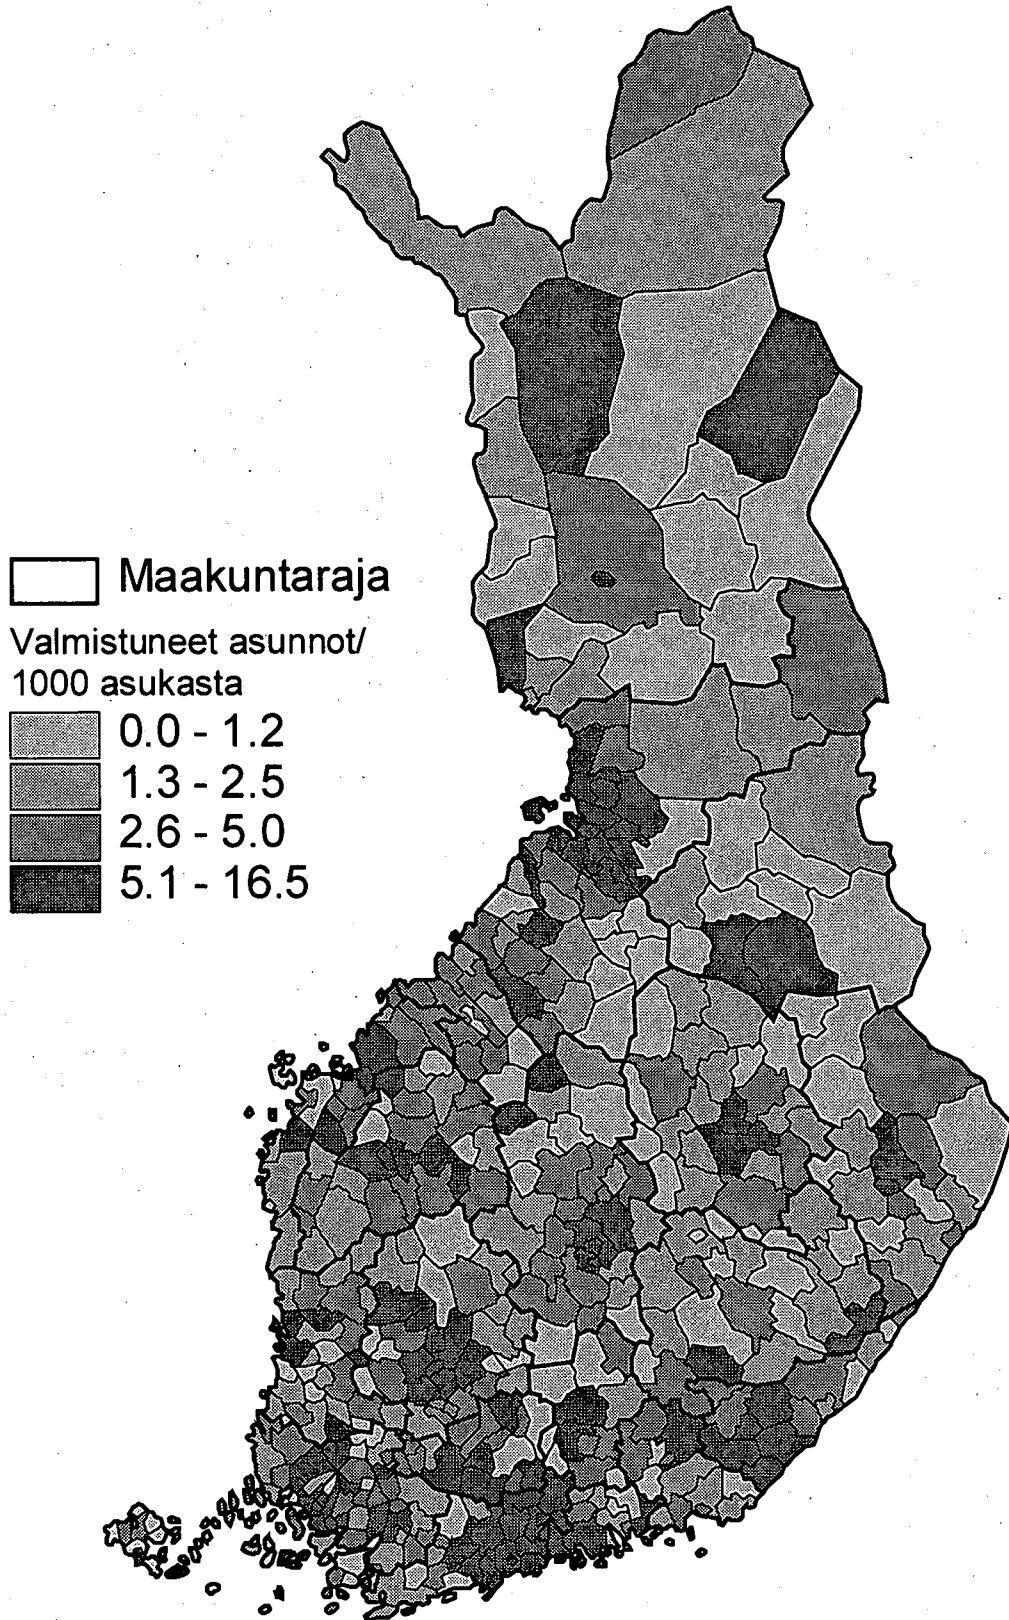 Maakuntaraja
Valmistuneet asunnot/
1000 asukasta
0.0 - 1.2
1.3 - 2.5
2.6 - 5.0
5.1 - 16.5